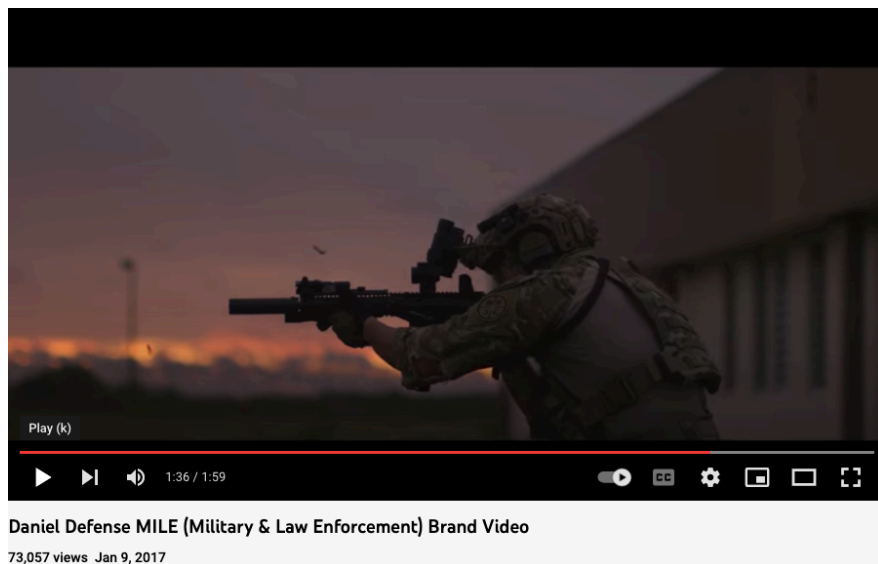 Play (k)
1:36 / 1:59
CC
Daniel Defense MILE (Military & Law Enforcement) Brand Video
73,057 views Jan 9, 2017